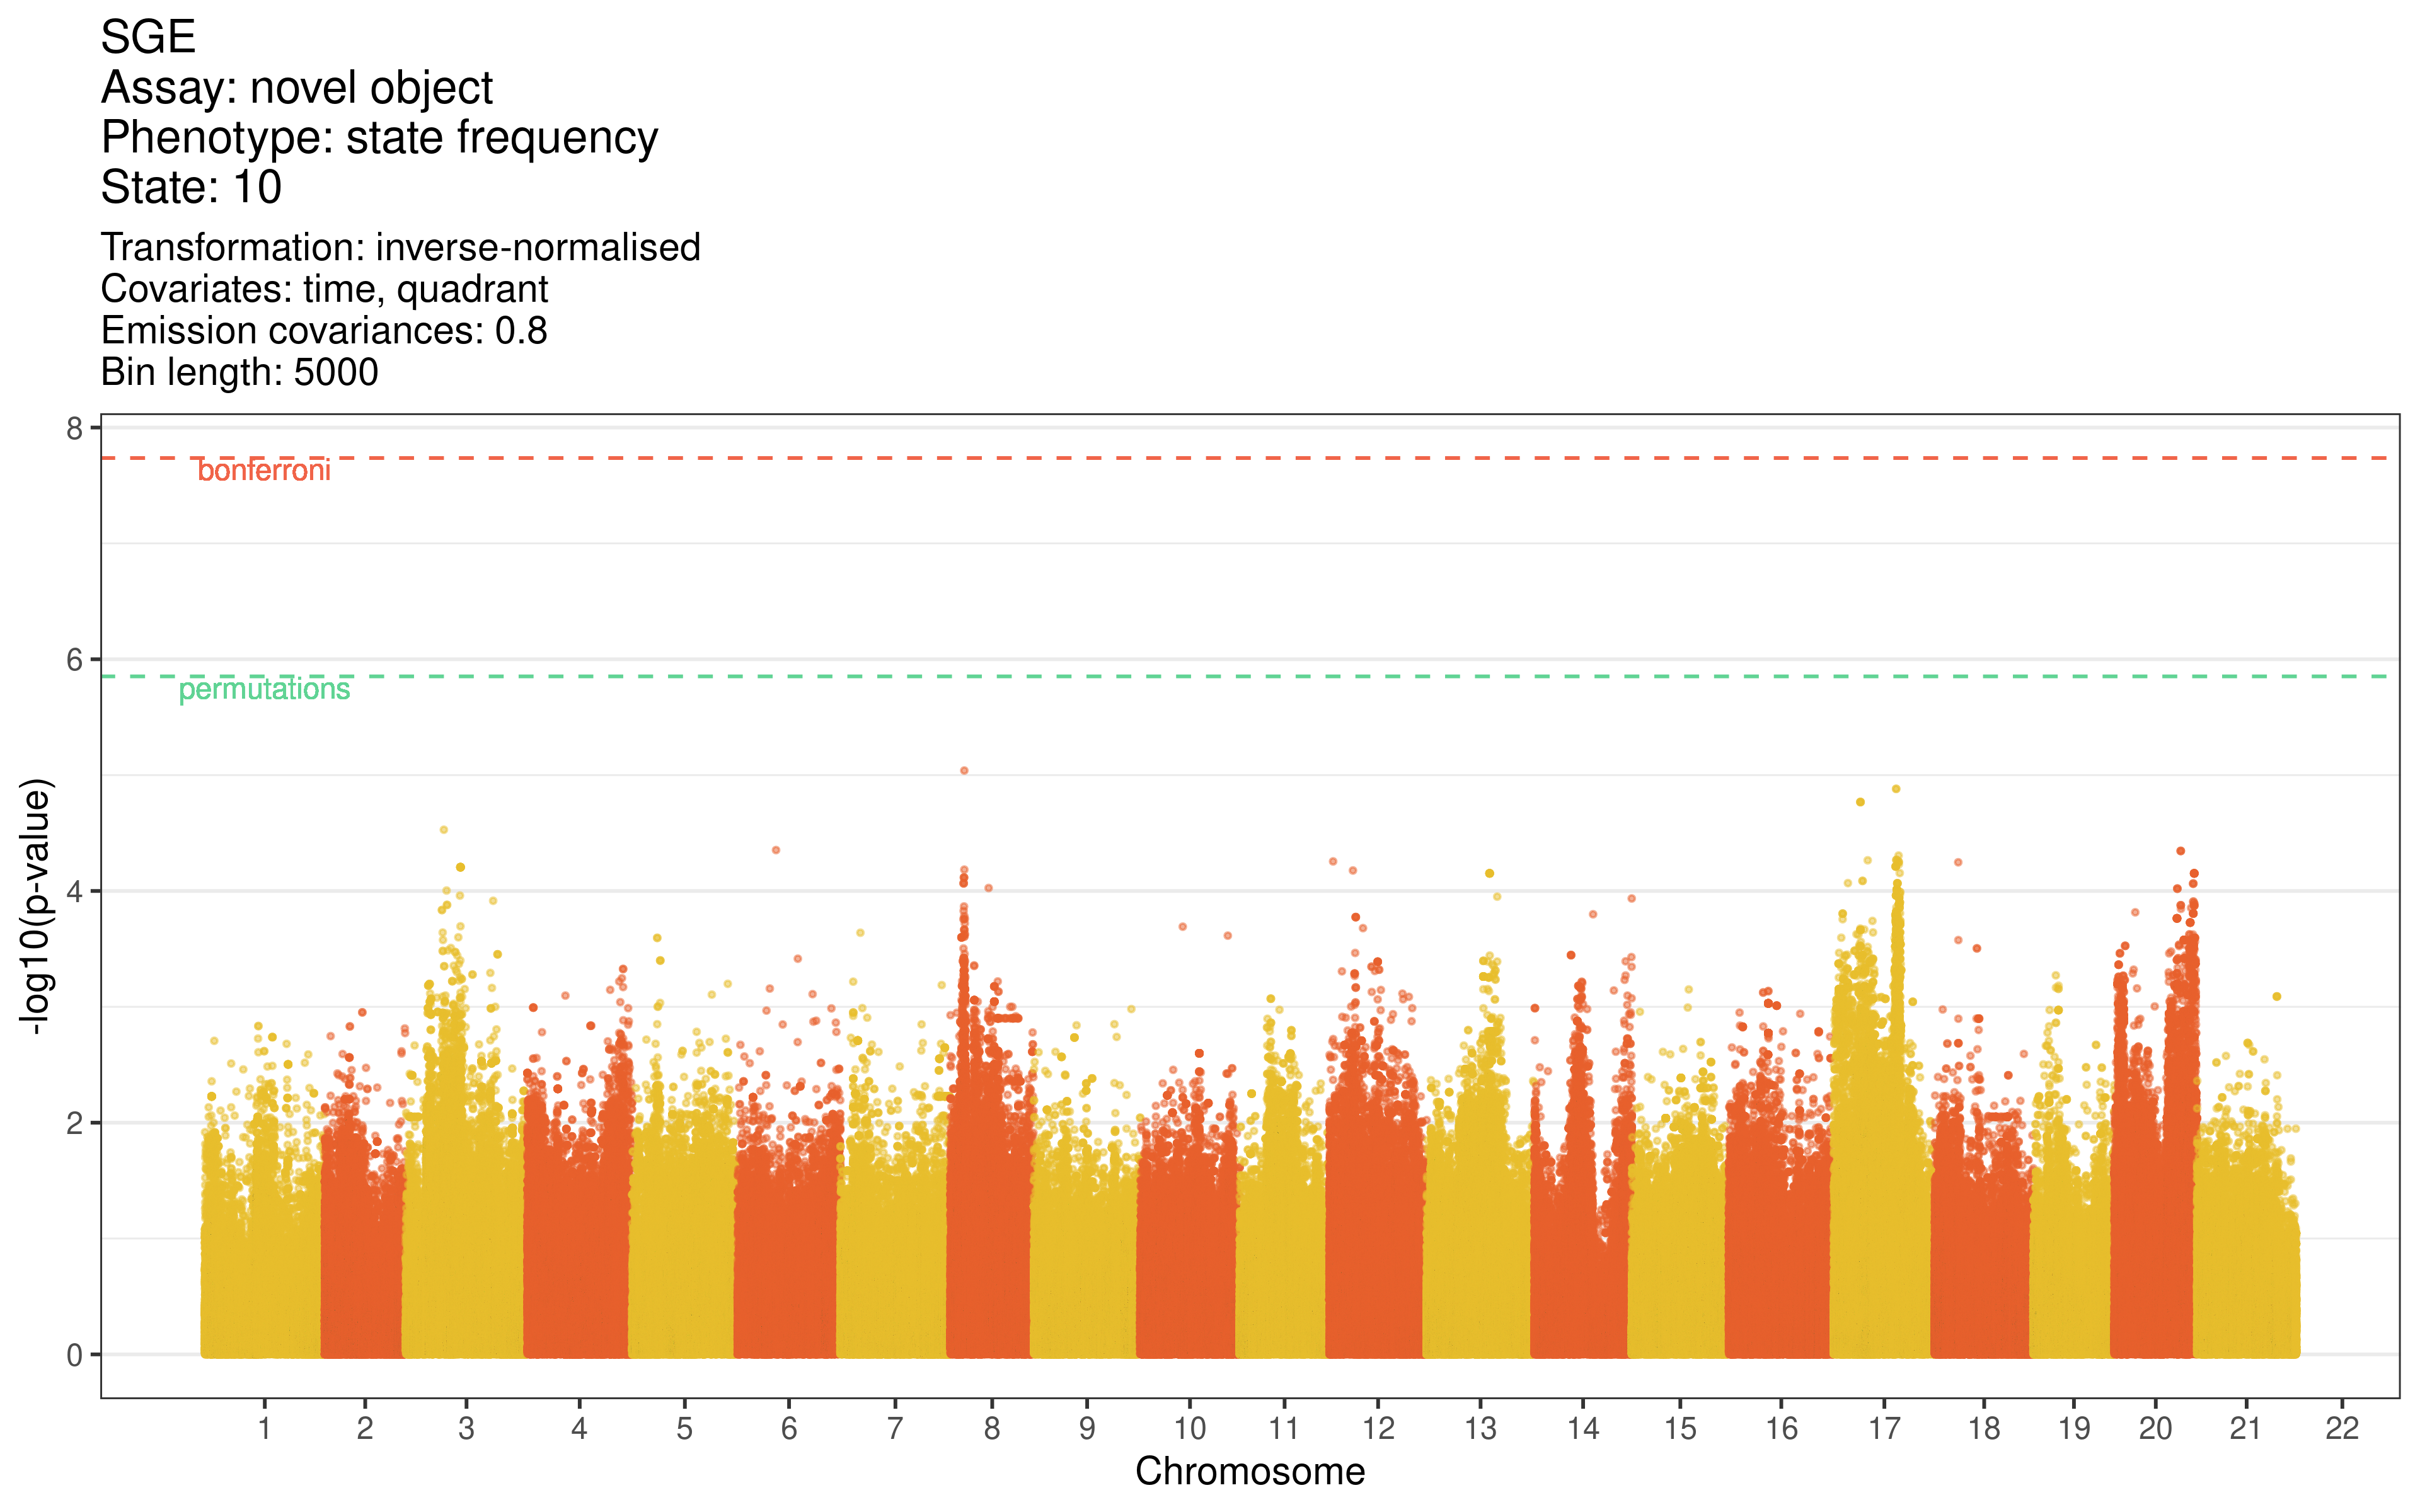 SGE
Assay: novel object
Phenotype: state frequency
State: 10
Transformation: inverse-normalised
Covariates: time, quadrant
Emission covariances: 0.8
Bin length: 5000
8
bonferroni
6
permutations
4
2
0
-log10(p-value)
1 2 3 4 5 6 7 8 9 10 11 12 13 14 15 16 17 18 19 20 21 22
Chromosome